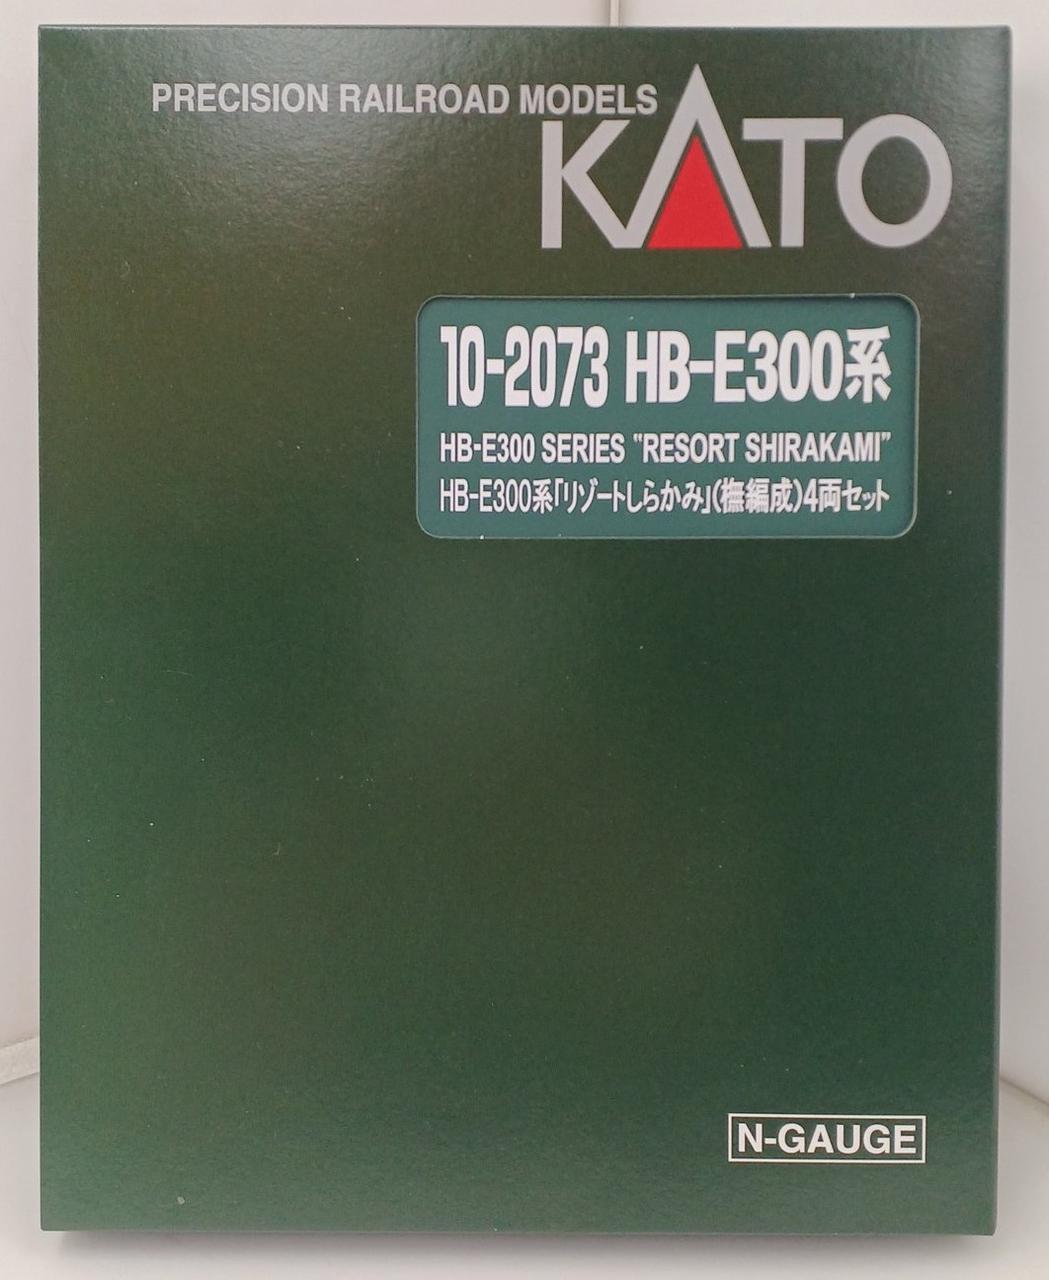 PRECISION RAILROAD MODELS
KATO
10-2073 HB-E300系
HB-E300 SERIES "RESORT SHIRAKAMI"
HB-E300系「リゾートしらかみ」(橅編成)4両セット
N-GAUGE